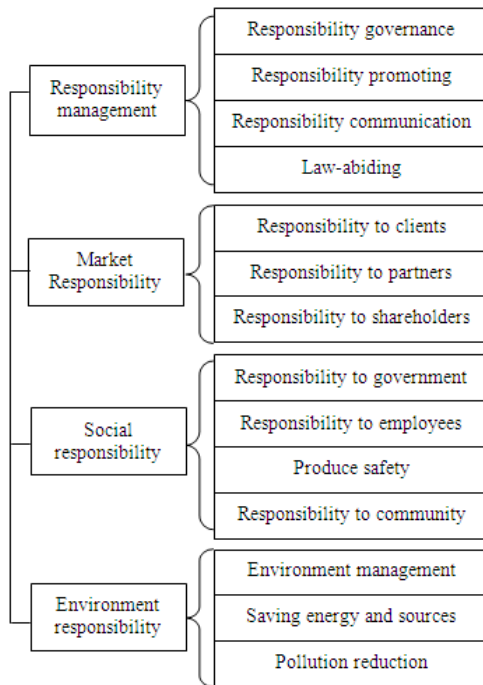 Responsibility management
Responsibility governance
Responsibility promoting
Responsibility communication
Law-abiding
Market
Responsibility
Responsibility to clients
Responsibility to partners
Responsibility to shareholders
Social
responsibility
Responsibility to government
Responsibility to employees
Produce safety
Responsibility to community
Environment
responsibility
Environment management
Saving energy and sources
Pollution reduction